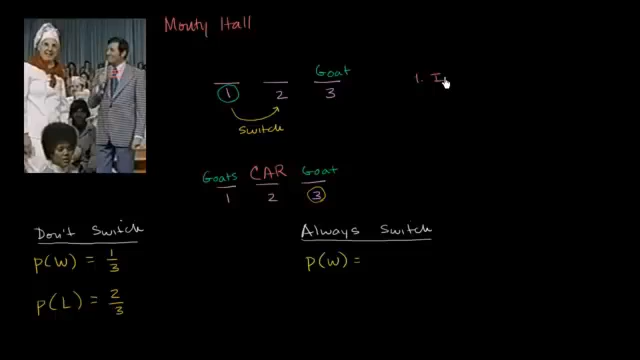 Monty Hall
Goat
1 2 3
1. I
Switch
Goats CAR Goat
1 2 3
Don't Switch
P(W) = 1/3
P(L) = 2/3
Always Switch
P(W) =